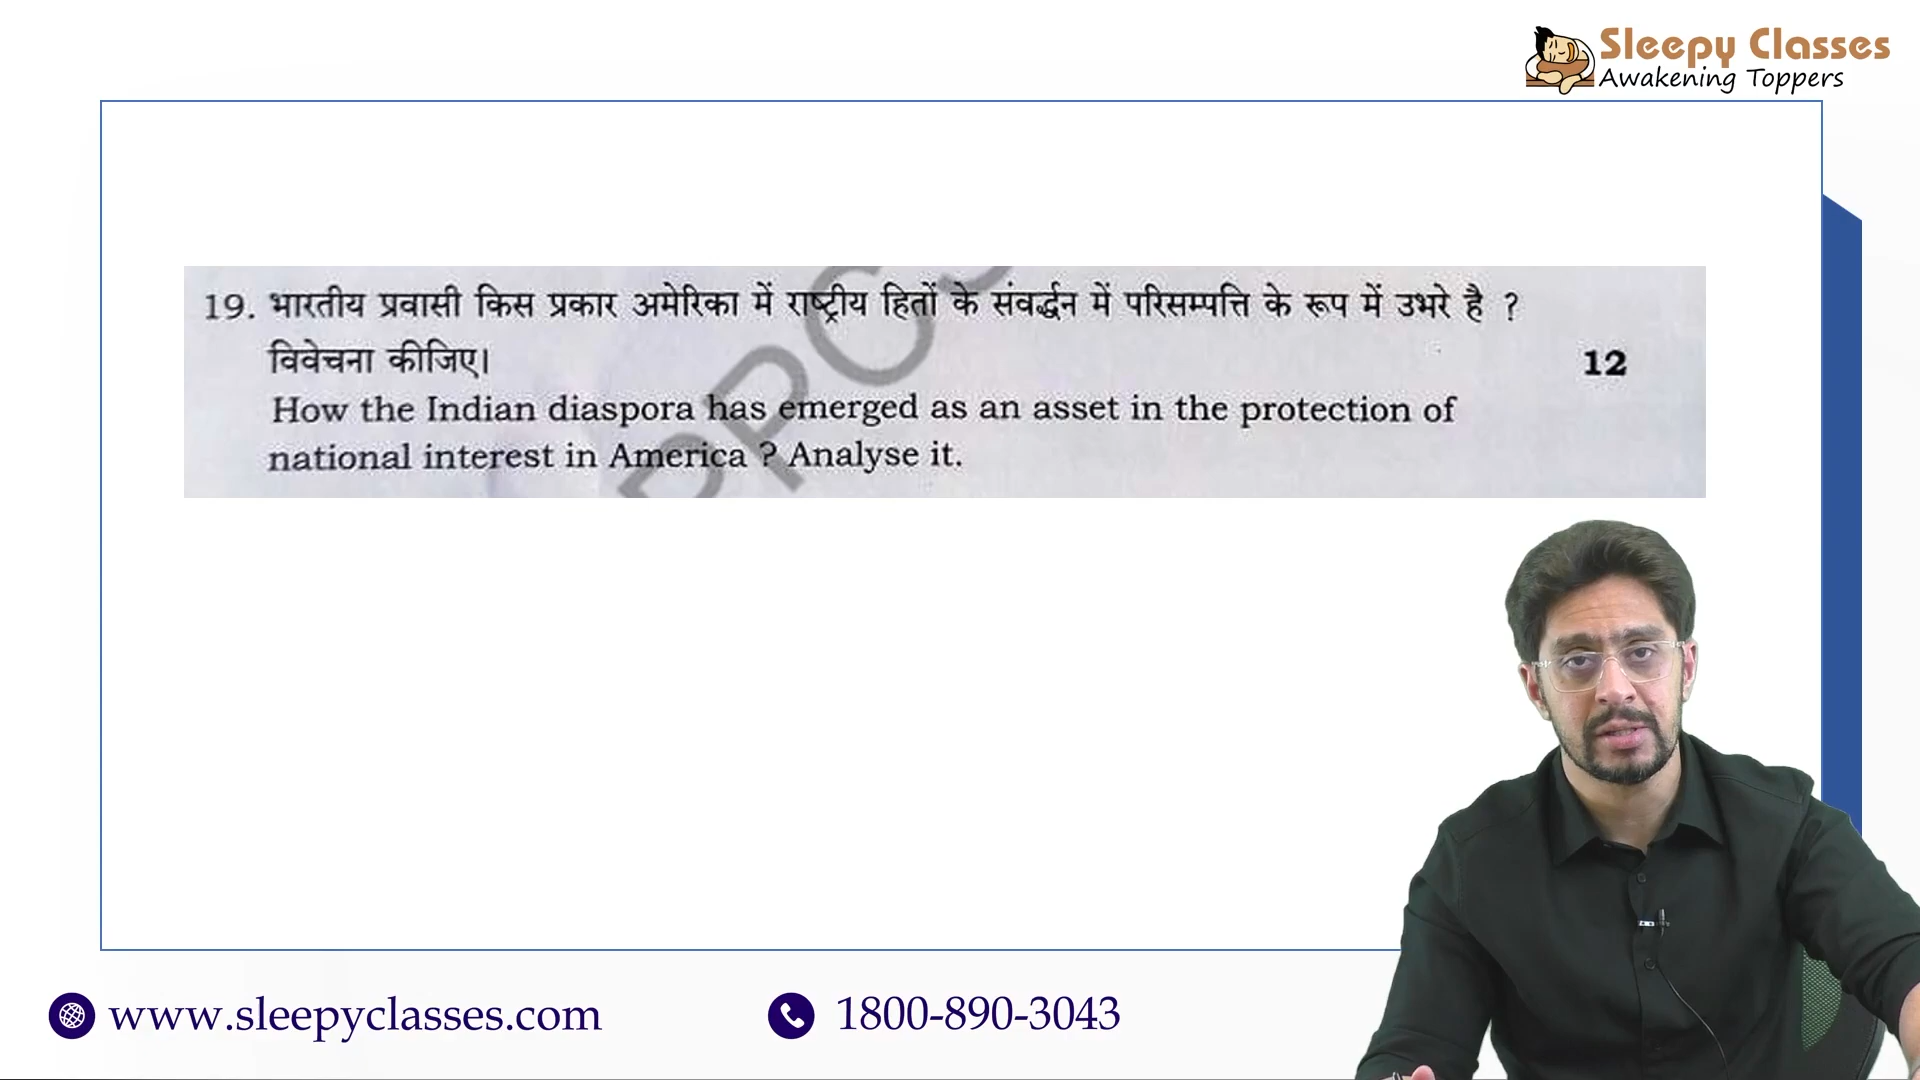 Sleepy Classes
Awakening Toppers
19. भारतीय प्रवासी किस प्रकार अमेरिका में राष्ट्रीय हितों के संवर्द्धन में परिसम्पत्ति के रूप में उभरे है ?
विवेचना कीजिए। 12
How the Indian diaspora has emerged as an asset in the protection of
national interest in America ? Analyse it.
www.sleepyclasses.com
1800-890-3043